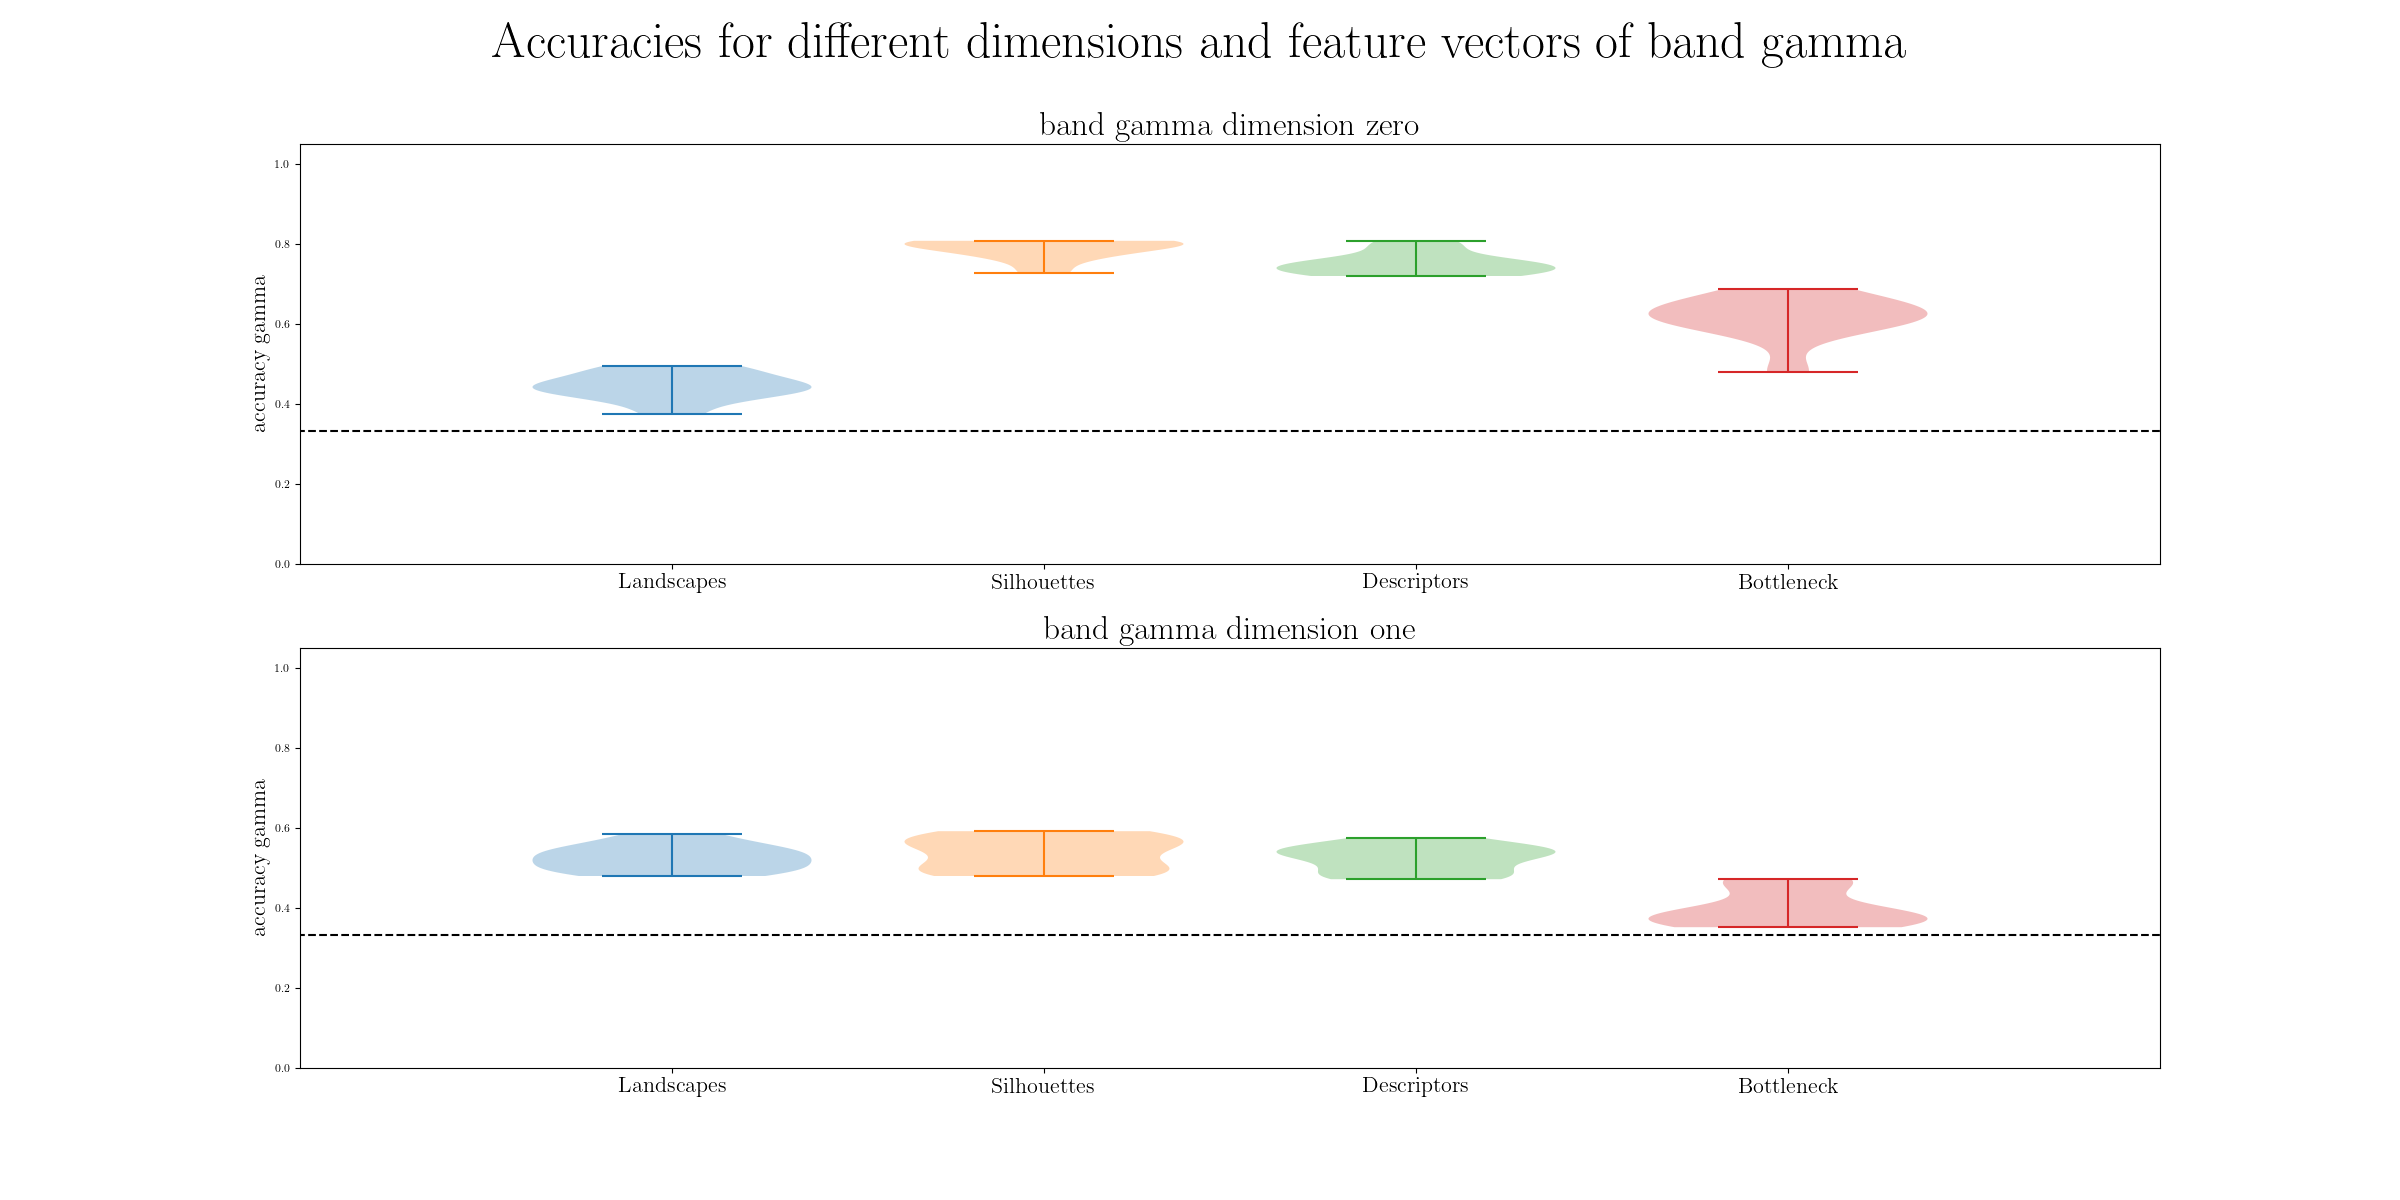 Accuracies for different dimensions and feature vectors of band gamma
band gamma dimension zero
accuracy gamma
1.0
0.8
0.6
0.4
0.2
0.0
Landscapes Silhouettes Descriptors Bottleneck
band gamma dimension one
accuracy gamma
1.0
0.8
0.6
0.4
0.2
0.0
Landscapes Silhouettes Descriptors Bottleneck